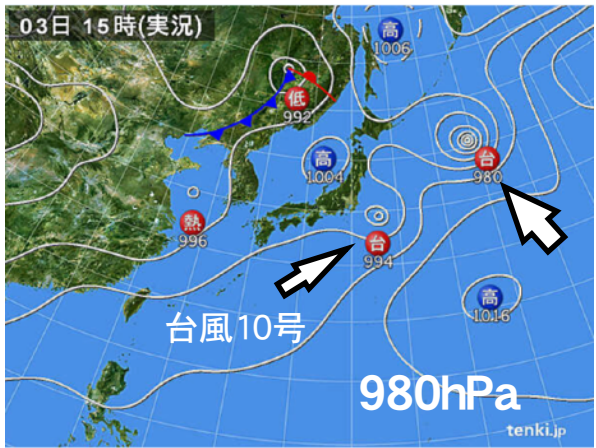 03日 15時(実況)
高
1006
低
992
高
1004
台
980
熱
996
台
994
高
1016
台風10号
980hPa
tenki.jp